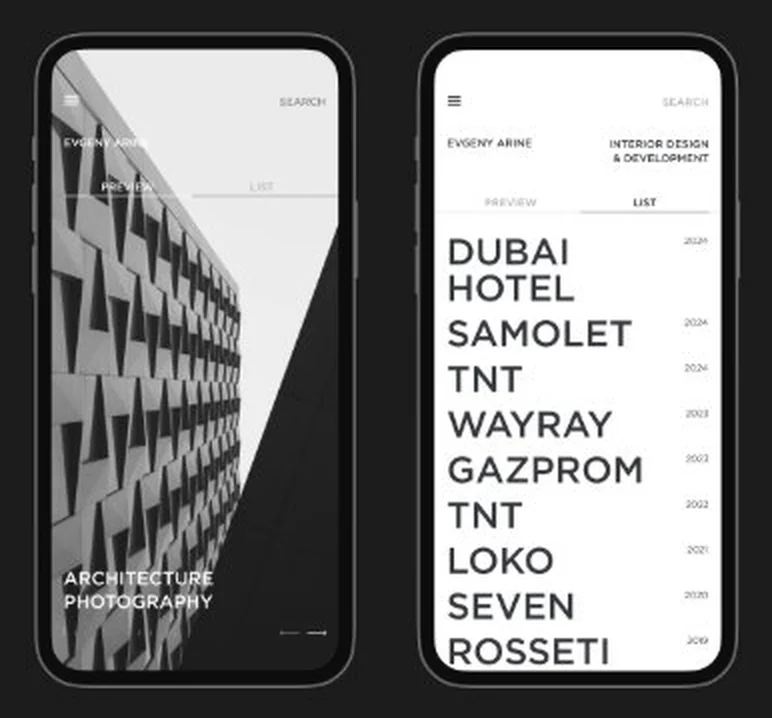 SEARCH
EVGENY ARINE
PREVIEW LIST
ARCHITECTURE
PHOTOGRAPHY
SEARCH
EVGENY ARINE INTERIOR DESIGN
& DEVELOPMENT
PREVIEW LIST
DUBAI 2024
HOTEL
SAMOLET 2024
TNT 2024
WAYRAY 2023
GAZPROM 2023
TNT 2022
LOKO 2021
SEVEN 2020
ROSSETI 2019